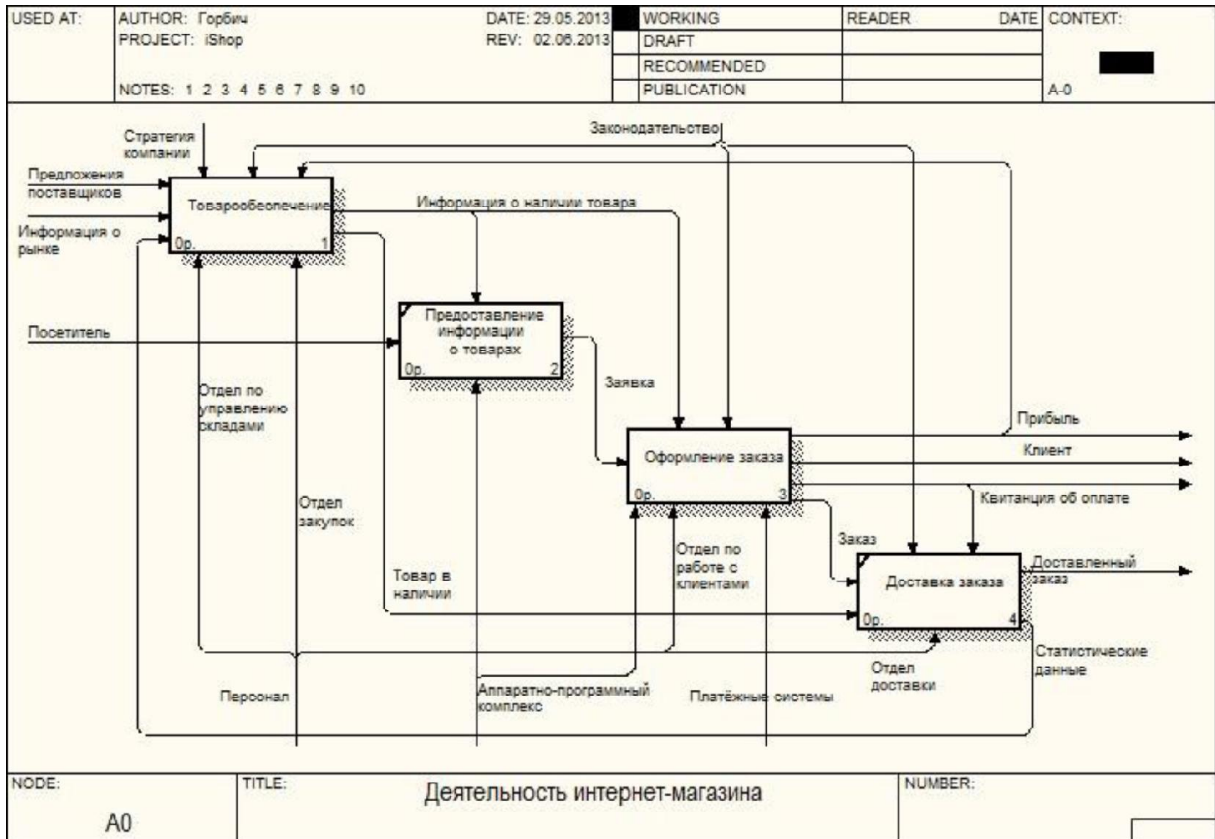 USED AT:
AUTHOR: Горбич
DATE: 29.05.2013
WORKING
READER
DATE
CONTEXT:
PROJECT: iShop
REV: 02.06.2013
DRAFT
RECOMMENDED
NOTES: 1 2 3 4 5 6 7 8 9 10
PUBLICATION
A-0
Стратегия
компании
Законодательство
Предложения
поставщиков
Товарообеспечение
0р.
1
Информация о наличии товара
Информация о
рынке
Посетитель
Предоставление
информации
о товарах
0р.
2
Отдел по
управлению
складами
Заявка
Прибыль
Клиент
Оформление заказа
0р.
3
Квитанция об оплате
Отдел
закупок
Заказ
Отдел по
работе с
клиентами
Доставленный
заказ
Товар в
наличии
Доставка заказа
0р.
4
Статистические
данные
Отдел
доставки
Персонал
Аппаратно-программный
комплекс
Платёжные системы
NODE:
A0
TITLE:
Деятельность интернет-магазина
NUMBER: